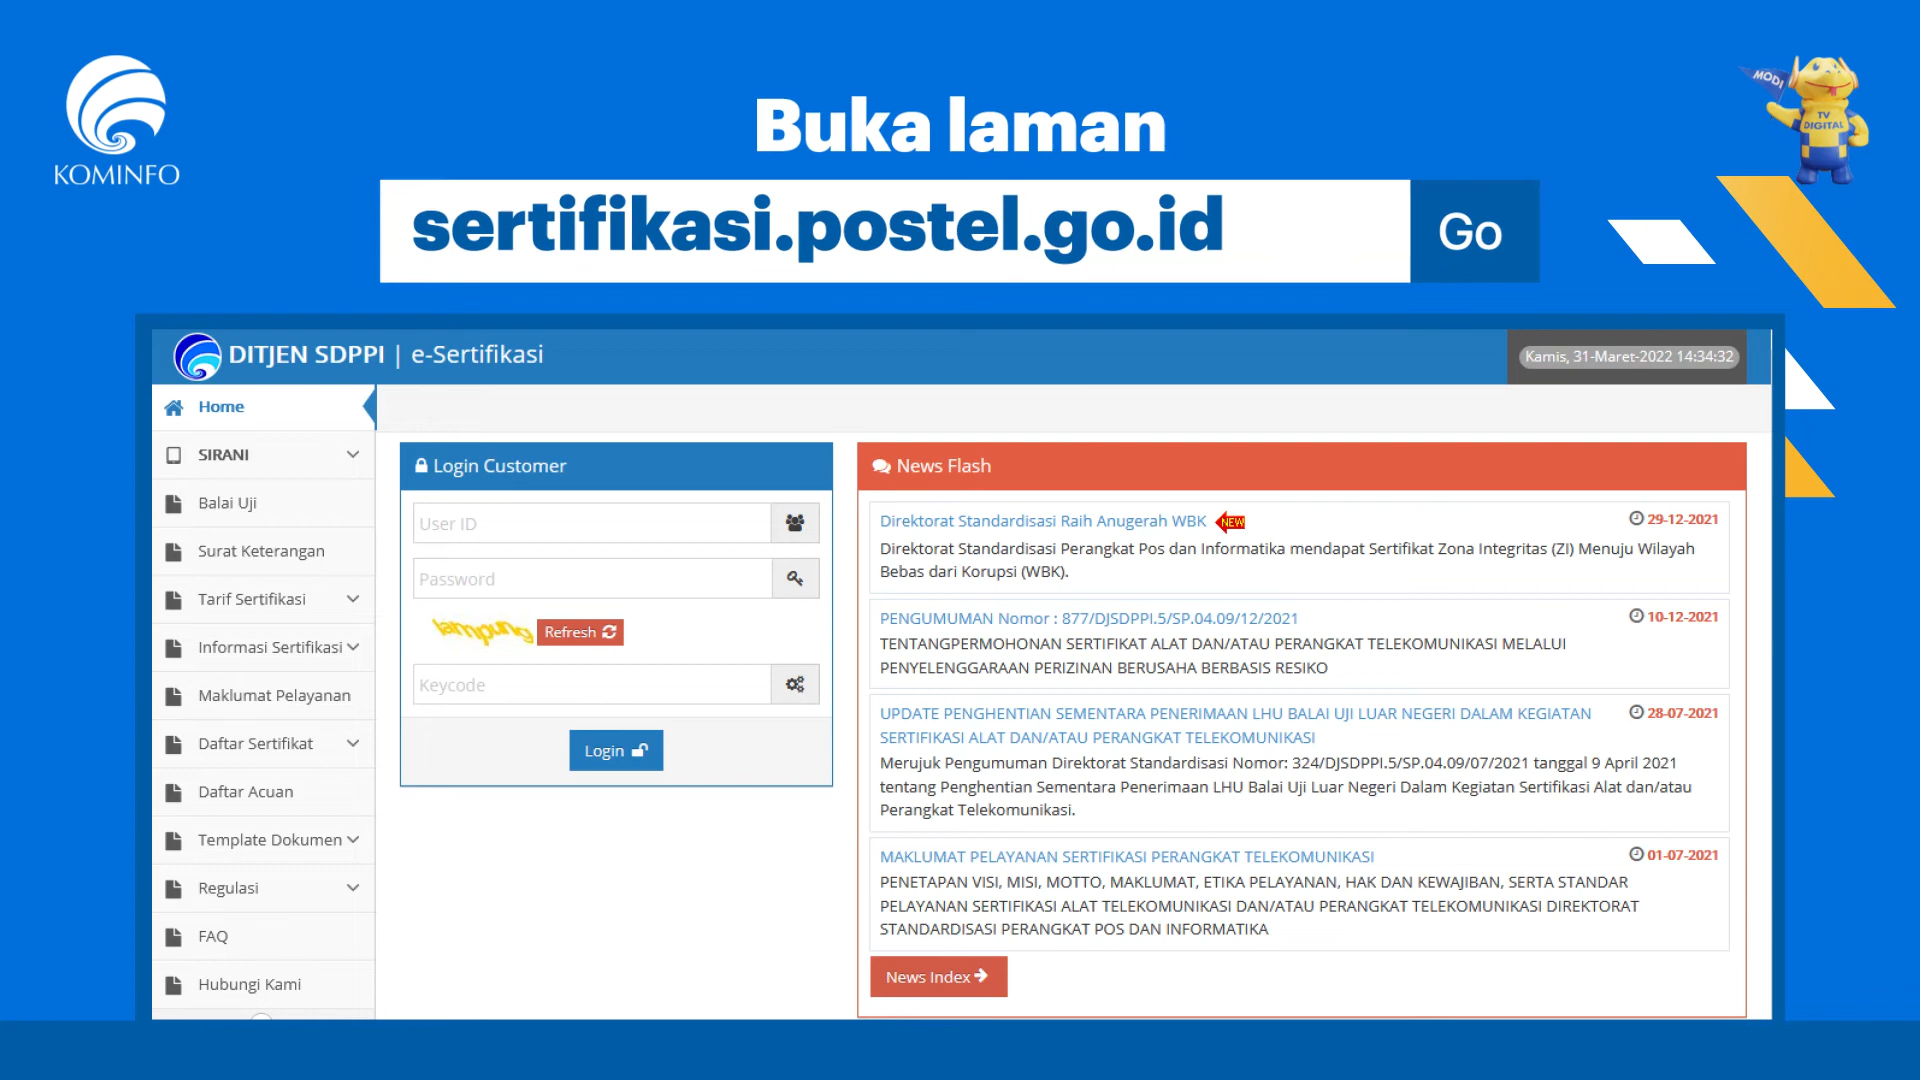 KOMINFO
MODI
TV
DIGITAL
Buka laman
sertifikasi.postel.go.id
Go
DITJEN SDPPI | e-Sertifikasi
Kamis, 31-Maret-2022 14:34:32
Home
SIRANI
Balai Uji
Surat Keterangan
Tarif Sertifikasi
Informasi Sertifikasi
Maklumat Pelayanan
Daftar Sertifikat
Daftar Acuan
Template Dokumen
Regulasi
FAQ
Hubungi Kami
Login Customer
User ID
Password
lampung
Refresh
Keycode
Login
News Flash
Direktorat Standardisasi Raih Anugerah WBK NEW
29-12-2021
Direktorat Standardisasi Perangkat Pos dan Informatika mendapat Sertifikat Zona Integritas (ZI) Menuju Wilayah
Bebas dari Korupsi (WBK).
PENGUMUMAN Nomor : 877/DJSDPPI.5/SP.04.09/12/2021
10-12-2021
TENTANGPERMOHONAN SERTIFIKAT ALAT DAN/ATAU PERANGKAT TELEKOMUNIKASI MELALUI
PENYELENGGARAAN PERIZINAN BERUSAHA BERBASIS RESIKO
UPDATE PENGHENTIAN SEMENTARA PENERIMAAN LHU BALAI UJI LUAR NEGERI DALAM KEGIATAN
28-07-2021
SERTIFIKASI ALAT DAN/ATAU PERANGKAT TELEKOMUNIKASI
Merujuk Pengumuman Direktorat Standardisasi Nomor: 324/DJSDPPI.5/SP.04.09/07/2021 tanggal 9 April 2021
tentang Penghentian Sementara Penerimaan LHU Balai Uji Luar Negeri Dalam Kegiatan Sertifikasi Alat dan/atau
Perangkat Telekomunikasi.
MAKLUMAT PELAYANAN SERTIFIKASI PERANGKAT TELEKOMUNIKASI
01-07-2021
PENETAPAN VISI, MISI, MOTTO, MAKLUMAT, ETIKA PELAYANAN, HAK DAN KEWAJIBAN, SERTA STANDAR
PELAYANAN SERTIFIKASI ALAT TELEKOMUNIKASI DAN/ATAU PERANGKAT TELEKOMUNIKASI DIREKTORAT
STANDARDISASI PERANGKAT POS DAN INFORMATIKA
News Index